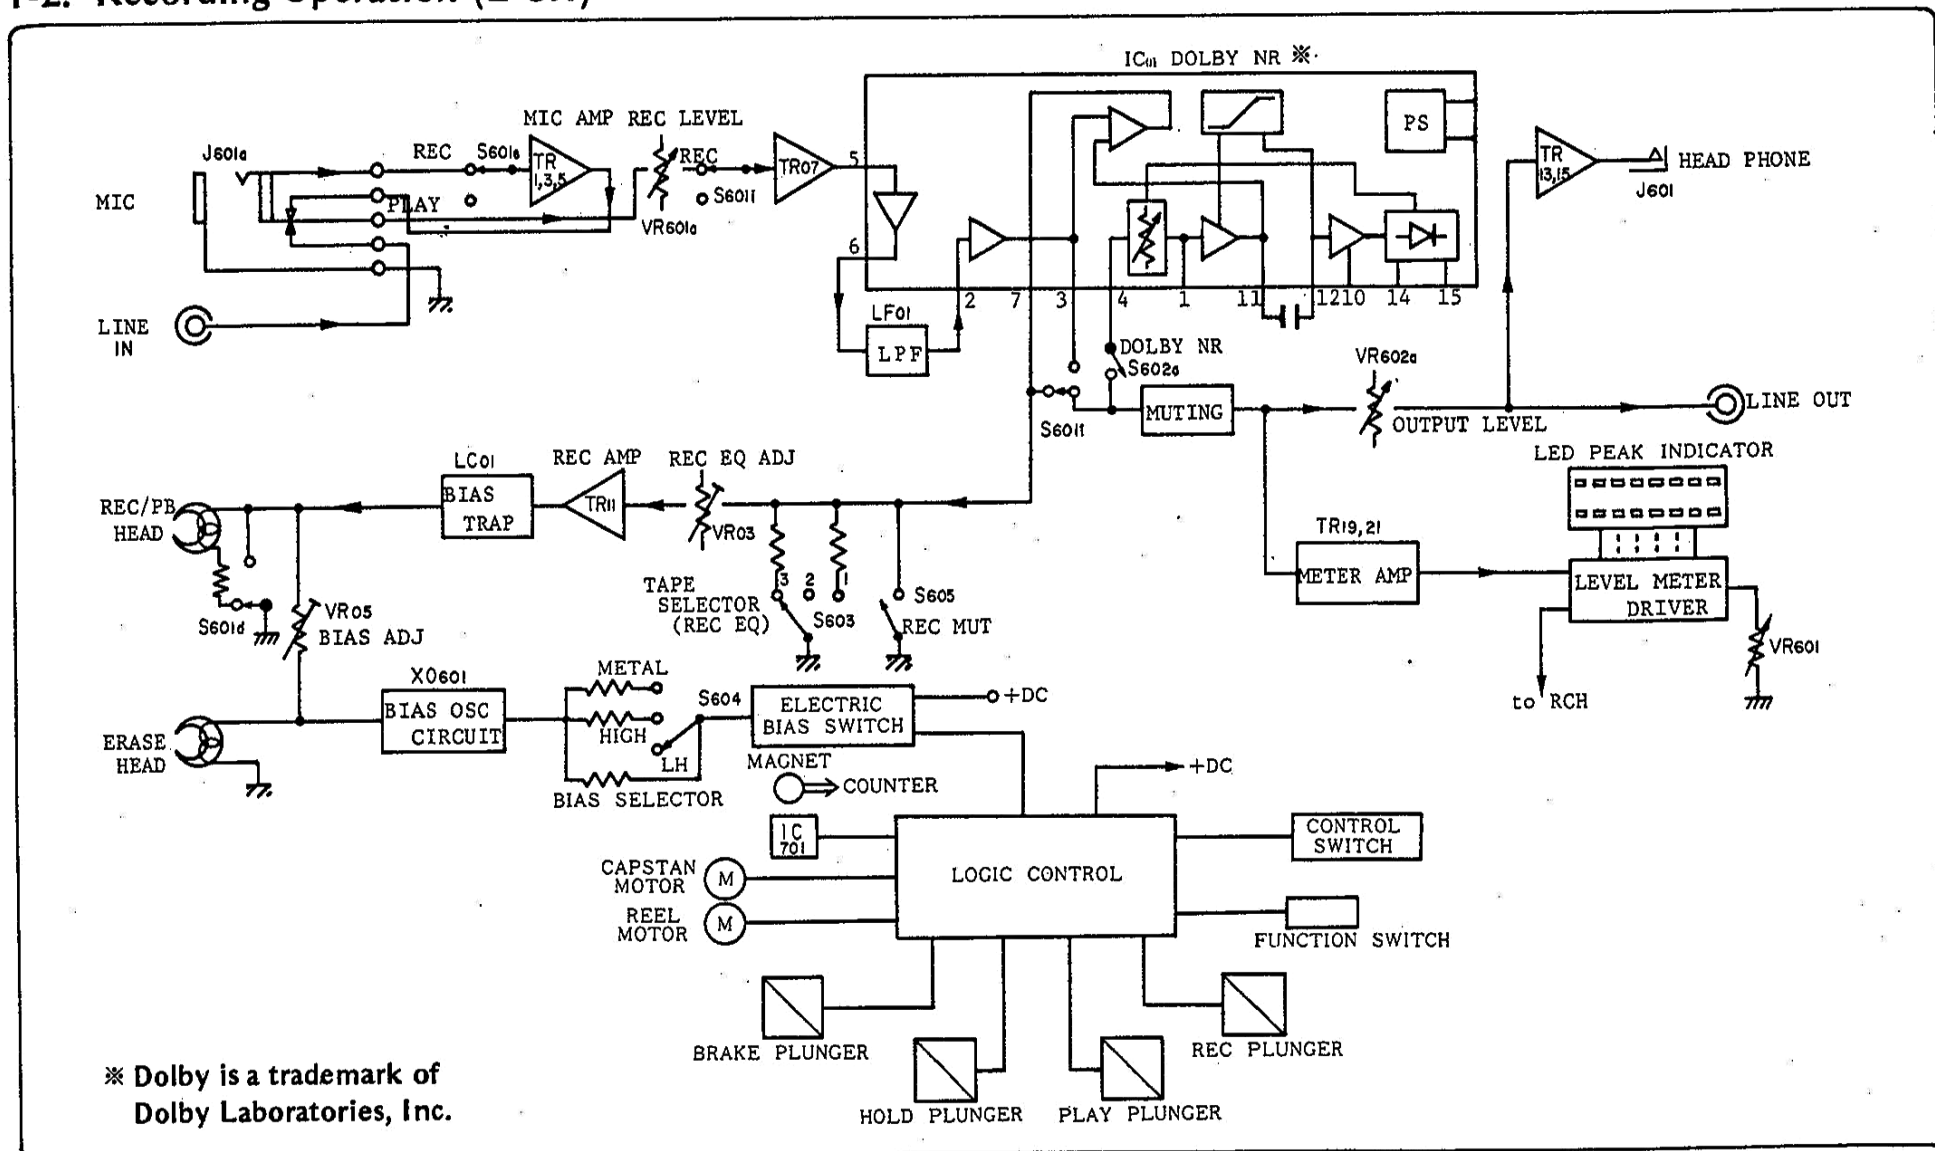 IC01 DOLBY NR ※
MIC AMP
REC LEVEL
J601a
REC
S601e
TR
1,3,5
REC
TR07
5
PS
TR
13,15
HEAD PHONE
J601
MIC
PLAY
S601f
VR601a
6
2
7
3
4
1
11
12
10
14
15
LINE
IN
LF01
LPF
DOLBY NR
S602a
VR602a
MUTING
LINE OUT
S601f
OUTPUT LEVEL
LC01
REC AMP
REC EQ ADJ
LED PEAK INDICATOR
REC/PB
HEAD
BIAS
TRAP
TR11
VR03
TR19,21
METER AMP
LEVEL METER
DRIVER
TAPE
SELECTOR
(REC EQ)
3
2
1
S603
S605
REC MUT
S601d
VR05
BIAS ADJ
VR601
to RCH
XO601
METAL
S604
ELECTRIC
BIAS SWITCH
+DC
BIAS OSC
CIRCUIT
HIGH
LH
ERASE
HEAD
MAGNET
COUNTER
BIAS SELECTOR
+DC
IC
701
CONTROL
SWITCH
CAPSTAN
MOTOR
M
LOGIC CONTROL
REEL
MOTOR
M
FUNCTION SWITCH
BRAKE PLUNGER
REC PLUNGER
HOLD PLUNGER
PLAY PLUNGER
※ Dolby is a trademark of
Dolby Laboratories, Inc.